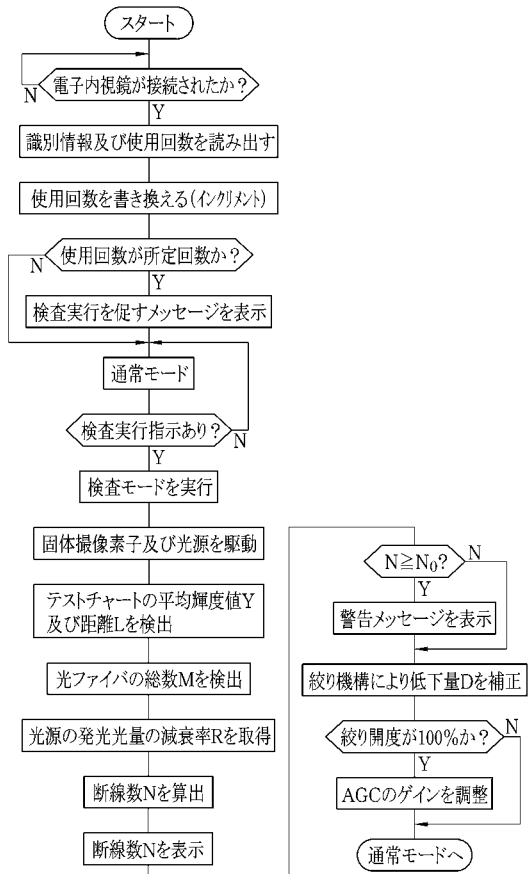 スタート
電子内視鏡が接続されたか?
N
Y
識別情報及び使用回数を読み出す
使用回数を書き換える(インクリメント)
使用回数が所定回数か?
N
Y
検査実行を促すメッセージを表示
通常モード
検査実行指示あり?
N
Y
検査モードを実行
固体撮像素子及び光源を駆動
テストチャートの平均輝度値Y
及び距離Lを検出
光ファイバの総数Mを検出
光源の発光光量の減衰率Rを取得
断線数Nを算出
断線数Nを表示
N≧N₀?
N
Y
警告メッセージを表示
絞り機構により低下量Dを補正
絞り開度が100%か?
N
Y
AGCのゲインを調整
通常モードへ